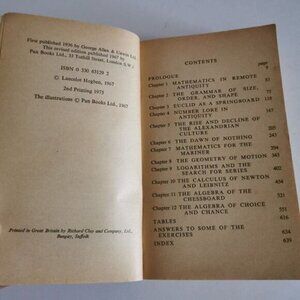 First published 1936 by George Allen & Unwin Ltd.
This revised edition published 1967 by
Pan Books Ltd., 33 Tothill Street, London S.W.1
ISBN 0 330 63129 2
© Lancelot Hogben, 1967
2nd Printing 1973
The illustrations © Pan Books Ltd., 1967
Printed in Great Britain by Richard Clay and Company, Ltd.,
Bungay, Suffolk
CONTENTS
page
PROLOGUE
Chapter 1 MATHEMATICS IN REMOTE
ANTIQUITY
Chapter 2 THE GRAMMAR OF SIZE,
ORDER, AND SHAPE
Chapter 3 EUCLID AS A SPRINGBOARD
Chapter 4 NUMBER LORE IN
ANTIQUITY
Chapter 5 THE RISE AND DECLINE
OF THE ALEXANDRIAN
CULTURE
Chapter 6 THE DAWN OF NOTHING
Chapter 7 MATHEMATICS FOR THE
MARINER
Chapter 8 THE GEOMETRY OF MOTION
Chapter 9 LOGARITHMS AND THE
SEARCH FOR SERIES
Chapter 10 THE CALCULUS OF NEWTON
AND LEIBNITZ
Chapter 11 THE ALGEBRA OF THE
CHESSBOARD
Chapter 12 THE ALGEBRA OF CHOICE
AND CHANCE
TABLES
ANSWERS TO SOME OF THE
EXERCISES
INDEX 639